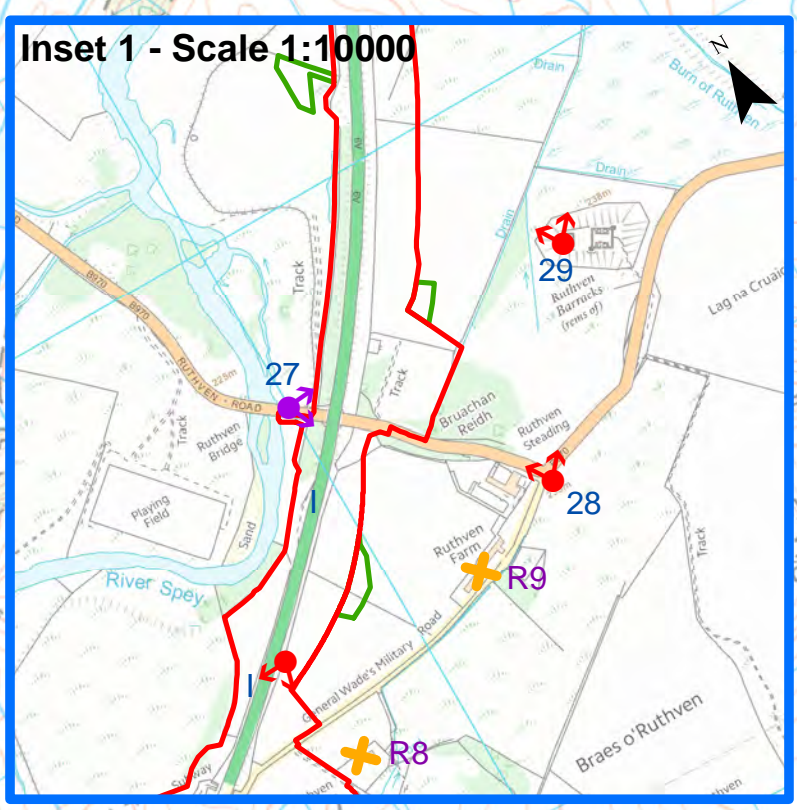 Inset 1 - Scale 1:10000
N
Drain
Burn of Ruthven
A9
A9
Drain
238m
Drain
29
Ruthven
Barracks
(rems of)
Lag na Cruaic
Track
B970
B970
RUTHVEN ROAD
225m
27
Track
Ruthven
Bridge
Track
Bruachan
Reidh
Ruthven
Steading
28
Playing
Field
Sand
I
Ruthven
Farm
R9
Track
River Spey
General Wade's Military Road
I
R8
Braes o'Ruthven
Subway